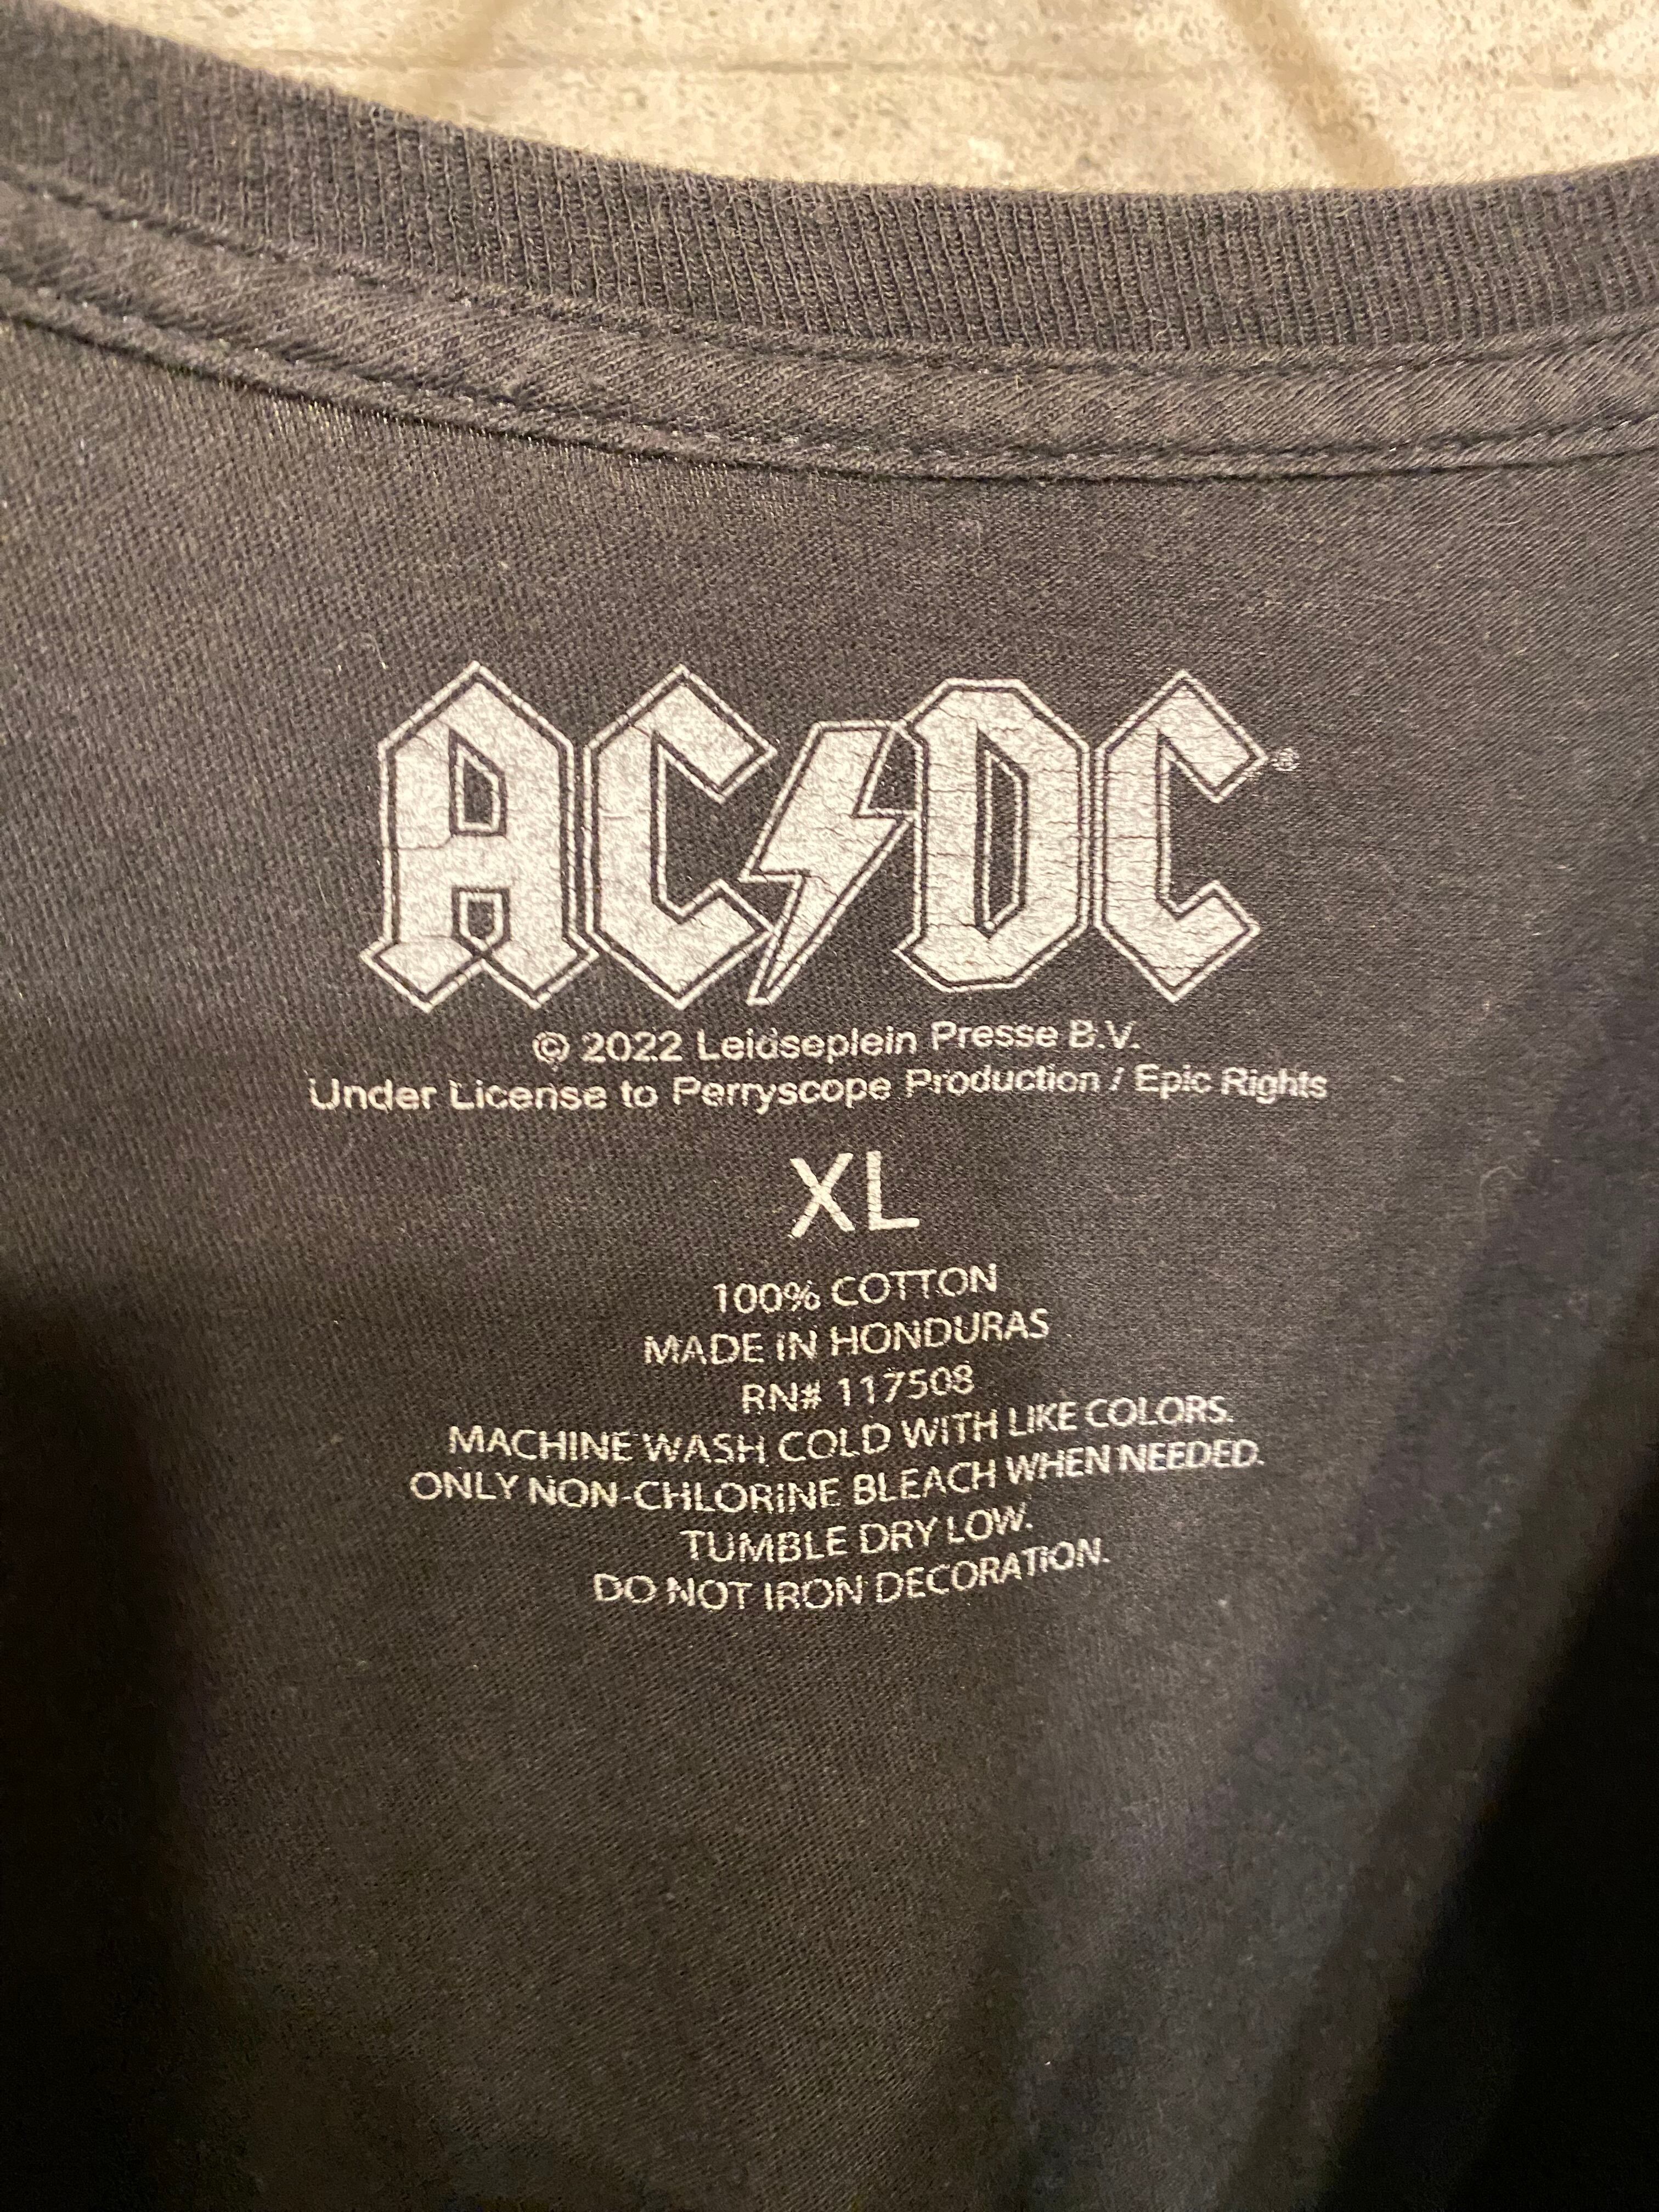 AC⚡DC®
© 2022 Leidseplein Presse B.V.
Under License to Perryscope Production / Epic Rights
XL
100% COTTON
MADE IN HONDURAS
RN# 117508
MACHINE WASH COLD WITH LIKE COLORS.
ONLY NON-CHLORINE BLEACH WHEN NEEDED.
TUMBLE DRY LOW.
DO NOT IRON DECORATION.